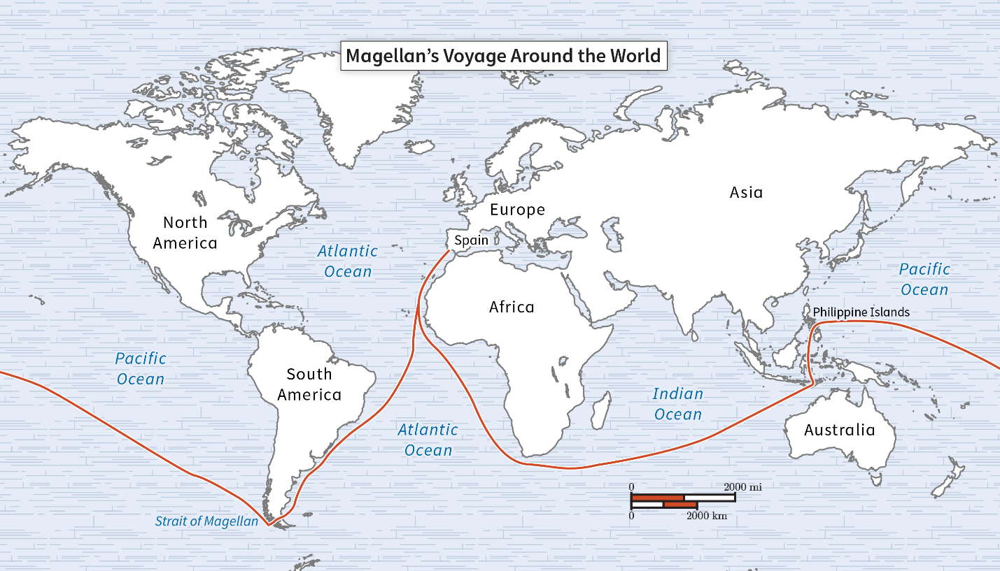 Magellan's Voyage Around the World
Asia
Europe
North
America
Spain
Atlantic
Ocean
Pacific
Ocean
Africa
Philippine Islands
Pacific
Ocean
South
America
Indian
Ocean
Atlantic
Ocean
Australia
0 2000 mi
0 2000 km
Strait of Magellan